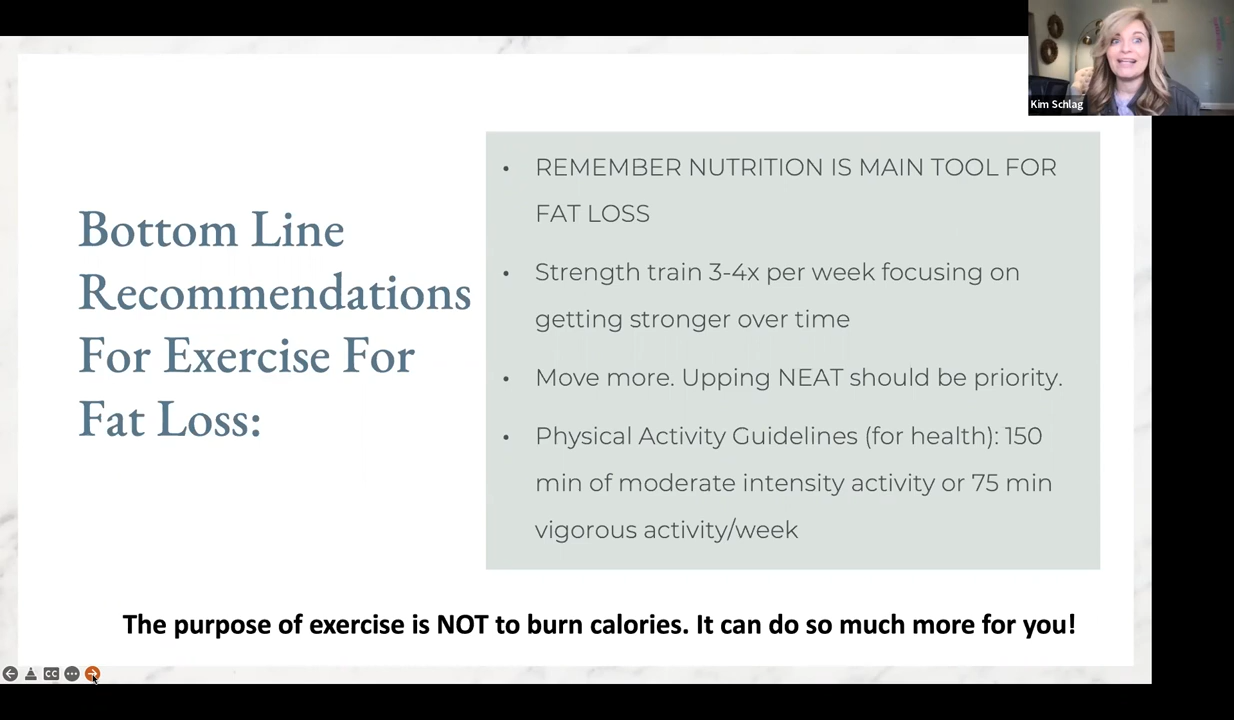 Kim Schlag
Bottom Line
Recommendations
For Exercise For
Fat Loss:
• REMEMBER NUTRITION IS MAIN TOOL FOR
FAT LOSS
• Strength train 3-4x per week focusing on
getting stronger over time
• Move more. Upping NEAT should be priority.
• Physical Activity Guidelines (for health): 150
min of moderate intensity activity or 75 min
vigorous activity/week
The purpose of exercise is NOT to burn calories. It can do so much more for you!
CC